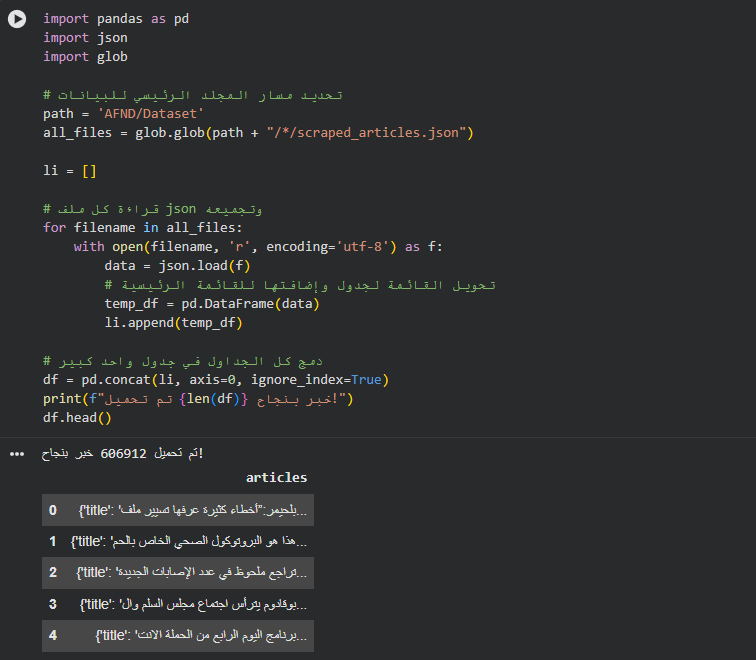 import pandas as pd
import json
import glob
# تحديد مسار المجلد الرئيسي للبيانات
path = 'AFND/Dataset'
all_files = glob.glob(path + "/*/scraped_articles.json")
li = []
# قراءة كل ملف json وتجميعه
for filename in all_files:
with open(filename, 'r', encoding='utf-8') as f:
data = json.load(f)
# تحويل القائمة لجدول وإضافتها للقائمة الرئيسية
temp_df = pd.DataFrame(data)
li.append(temp_df)
# دمج كل الجداول في جدول واحد كبير
df = pd.concat(li, axis=0, ignore_index=True)
print(f"تم تحميل {len(df)} خبر بنجاح!")
df.head()
تم تحميل 606912 خبر بنجاح!
articles
0 {'title': 'بلحيمر:”أخطاء كثيرة عرفها تسيير ملف...
1 {'title': 'هذا هو البروتوكول الصحي الخاص بالحم...
2 {'title': 'تراجع ملحوظ في عدد الإصابات الجديدة...
3 {'title': 'بوقادوم يترأس اجتماع مجلس السلم وال...
4 {'title': 'برنامج اليوم الرابع من الحملة الانت...